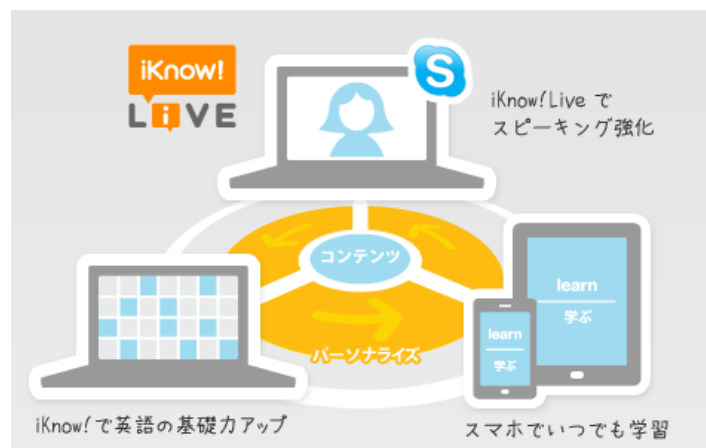 iKnow!
LiVE
S
iKnow!Live で
スピーキング強化
コンテンツ
learn
学ぶ
learn
学ぶ
パーソナライズ
iKnow!で英語の基礎力アップ
スマホでいつでも学習